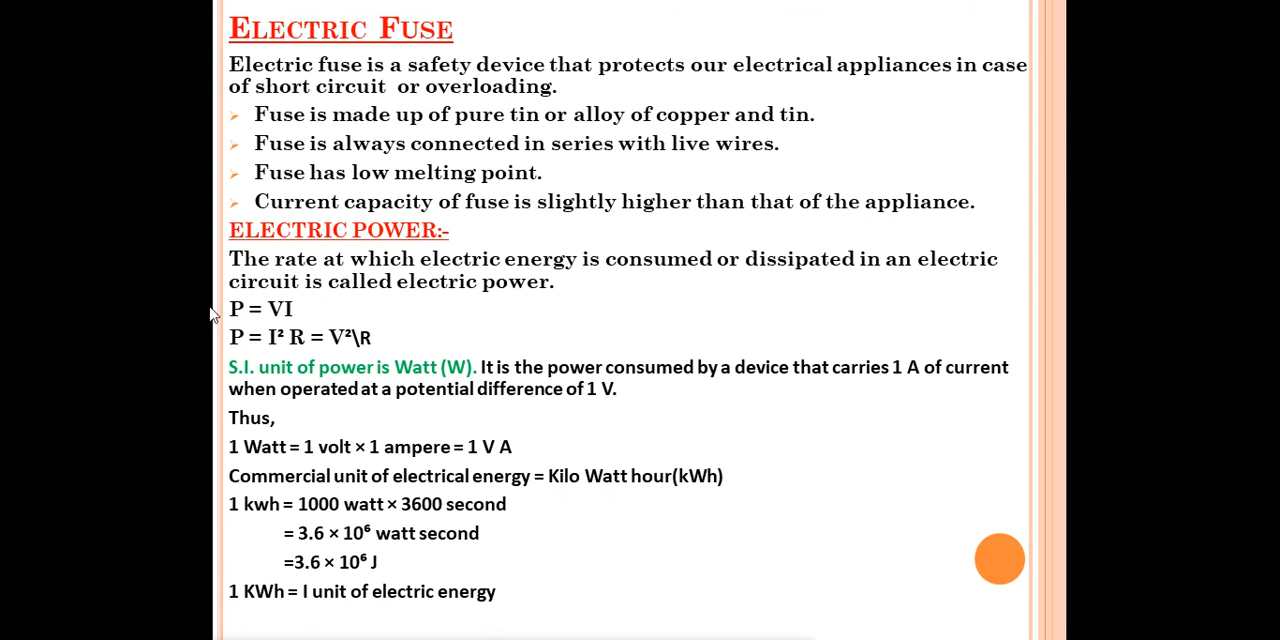 ELECTRIC FUSE
Electric fuse is a safety device that protects our electrical appliances in case
of short circuit or overloading.
➢ Fuse is made up of pure tin or alloy of copper and tin.
➢ Fuse is always connected in series with live wires.
➢ Fuse has low melting point.
➢ Current capacity of fuse is slightly higher than that of the appliance.
ELECTRIC POWER:-
The rate at which electric energy is consumed or dissipated in an electric
circuit is called electric power.
P = VI
P = I² R = V²\R
S.I. unit of power is Watt (W). It is the power consumed by a device that carries 1 A of current
when operated at a potential difference of 1 V.
Thus,
1 Watt = 1 volt × 1 ampere = 1 V A
Commercial unit of electrical energy = Kilo Watt hour(kWh)
1 kwh = 1000 watt × 3600 second
= 3.6 × 10⁶ watt second
=3.6 × 10⁶ J
1 KWh = I unit of electric energy